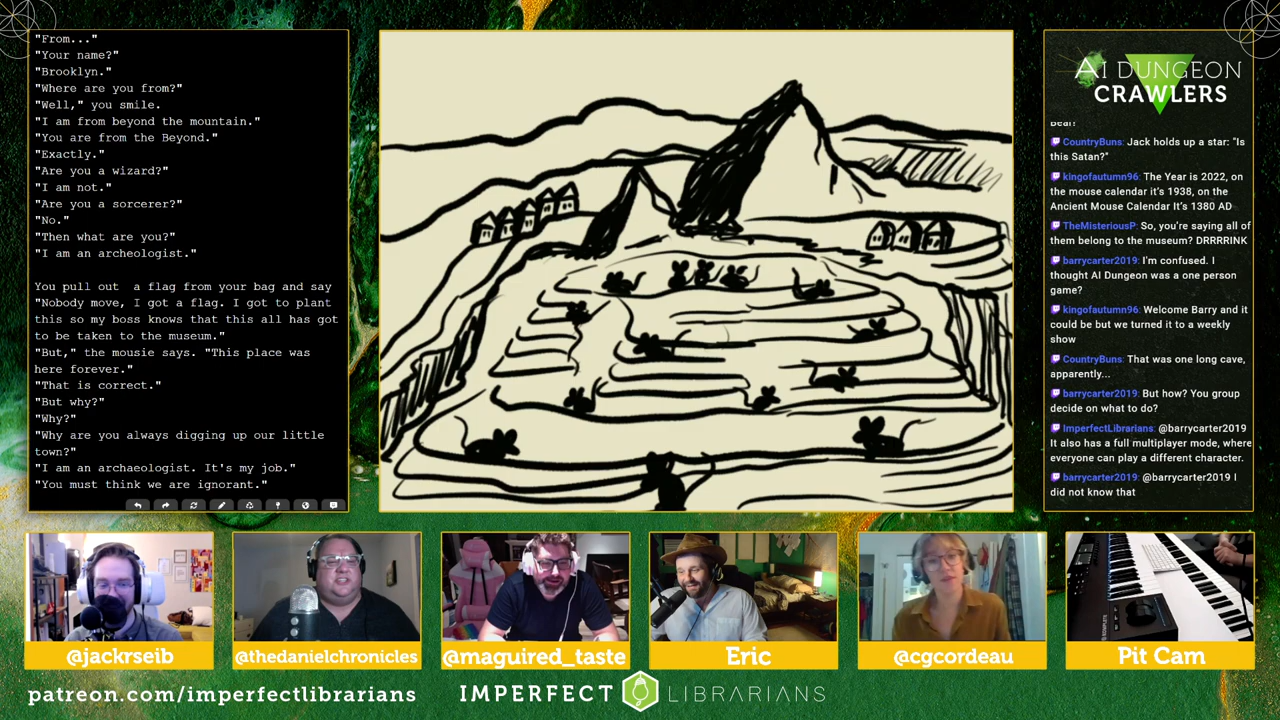 "From..."
"Your name?"
"Brooklyn."
"Where are you from?"
"Well," you smile.
"I am from beyond the mountain."
"You are from the Beyond."
"Exactly."
"Are you a wizard?"
"I am not."
"Are you a sorcerer?"
"No."
"Then what are you?"
"I am an archeologist."
You pull out  a flag from your bag and say
"Nobody move, I got a flag. I got to plant
this so my boss knows that this all has got
to be taken to the museum."
"But," the mousie says. "This place was
here forever."
"That is correct."
"But why?"
"Why?"
"Why are you always digging up our little
town?"
"I am an archaeologist. It's my job."
"You must think we are ignorant."
AI DUNGEON
CRAWLERS
CountryBuns: Jack holds up a star: "Is
this Satan?"
kingofautumn96: The Year is 2022, on
the mouse calendar it's 1938, on the
Ancient Mouse Calendar It's 1380 AD
TheMisteriousP: So, you're saying all of
them belong to the museum? DRRRRINK
barrycarter2019: I'm confused. I
thought AI Dungeon was a one person
game?
kingofautumn96: Welcome Barry and it
could be but we turned it to a weekly
show
CountryBuns: That was one long cave,
apparently...
barrycarter2019: But how? You group
decide on what to do?
ImperfectLibrarians: @barrycarter2019
It also has a full multiplayer mode, where
everyone can play a different character.
barrycarter2019: @barrycarter2019 I
did not know that
@jackrseib
@thedanielchronicles
@maguired_taste
Eric
@cgcordeau
Pit Cam
patreon.com/imperfectlibrarians
IMPERFECT LIBRARIANS